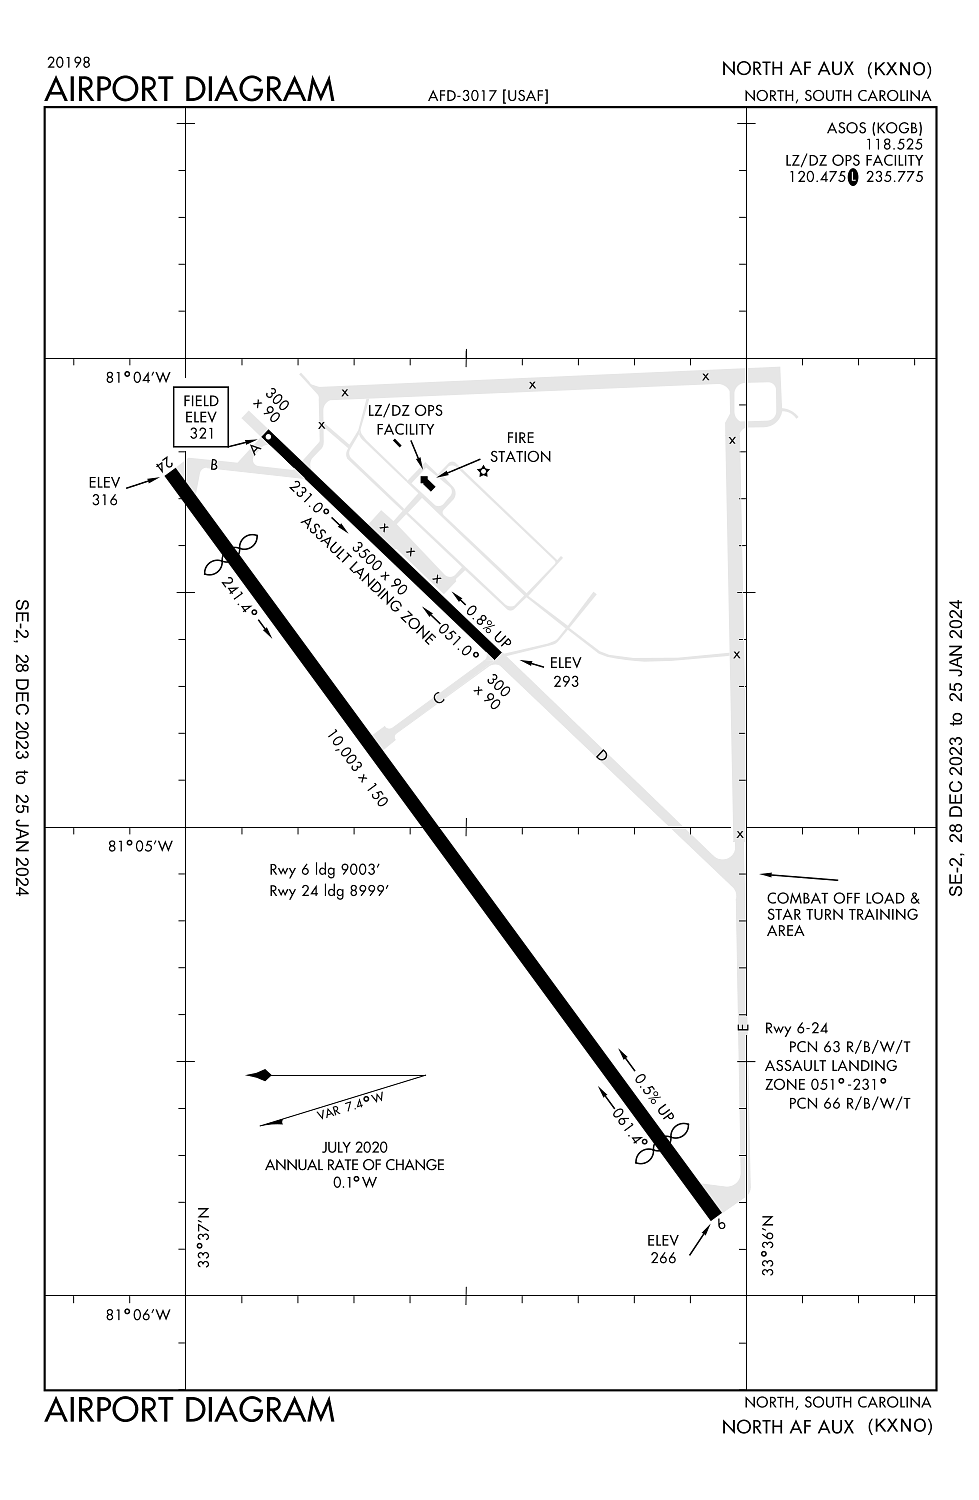 20198
AIRPORT DIAGRAM
AFD-3017 [USAF]
NORTH AF AUX (KXNO)
NORTH, SOUTH CAROLINA
ASOS (KOGB)
118.525
LZ/DZ OPS FACILITY
120.475 L 235.775
81°04'W
FIELD
ELEV
321
300
x 90
LZ/DZ OPS
FACILITY
FIRE
STATION
x
x
x
x
x
A
B
24
ELEV
316
231.0°
3500 x 90
ASSAULT LANDING ZONE
x
x
x
0.8% UP
051.0°
241.4°
ELEV
293
x
300
x 90
C
D
10,003 x 150
x
81°05'W
Rwy 6 ldg 9003'
Rwy 24 ldg 8999'
COMBAT OFF LOAD &
STAR TURN TRAINING
AREA
E
Rwy 6-24
PCN 63 R/B/W/T
ASSAULT LANDING
ZONE 051°-231°
PCN 66 R/B/W/T
VAR 7.4°W
JULY 2020
ANNUAL RATE OF CHANGE
0.1°W
0.5% UP
061.4°
6
ELEV
266
33°37'N
33°36'N
81°06'W
SE-2, 28 DEC 2023 to 25 JAN 2024
SE-2, 28 DEC 2023 to 25 JAN 2024
AIRPORT DIAGRAM
NORTH, SOUTH CAROLINA
NORTH AF AUX (KXNO)